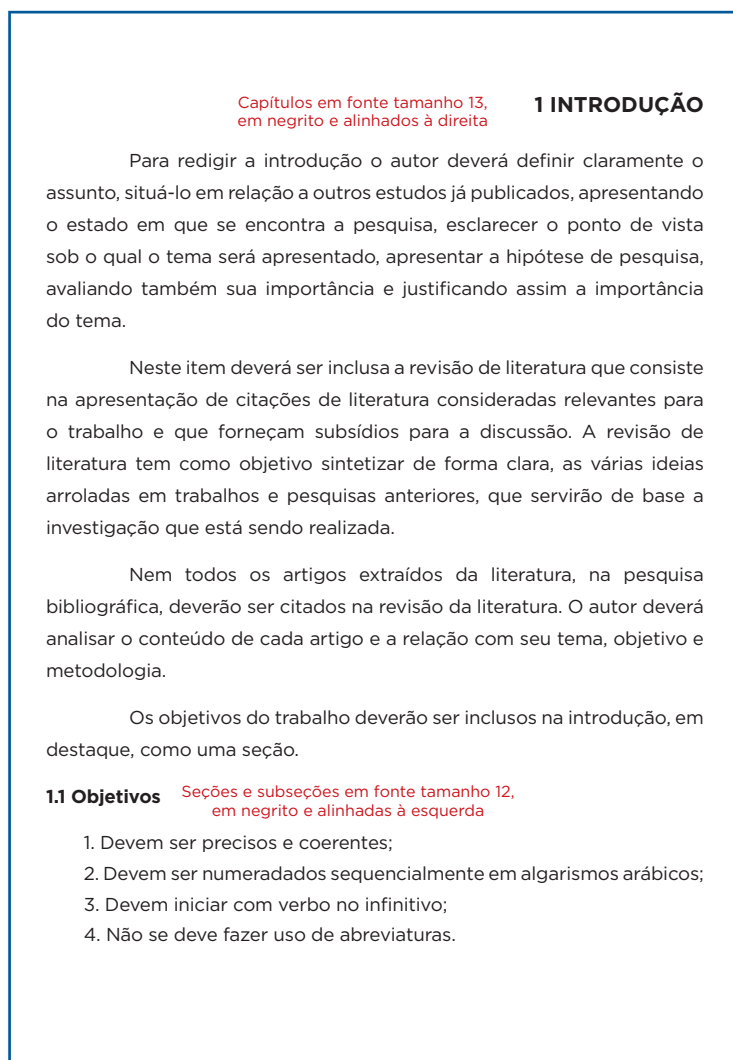 Capítulos em fonte tamanho 13,
em negrito e alinhados à direita
1 INTRODUÇÃO
Para redigir a introdução o autor deverá definir claramente o
assunto, situá-lo em relação a outros estudos já publicados, apresentando
o estado em que se encontra a pesquisa, esclarecer o ponto de vista
sob o qual o tema será apresentado, apresentar a hipótese de pesquisa,
avaliando também sua importância e justificando assim a importância
do tema.
Neste item deverá ser inclusa a revisão de literatura que consiste
na apresentação de citações de literatura consideradas relevantes para
o trabalho e que forneçam subsídios para a discussão. A revisão de
literatura tem como objetivo sintetizar de forma clara, as várias ideias
arroladas em trabalhos e pesquisas anteriores, que servirão de base a
investigação que está sendo realizada.
Nem todos os artigos extraídos da literatura, na pesquisa
bibliográfica, deverão ser citados na revisão da literatura. O autor deverá
analisar o conteúdo de cada artigo e a relação com seu tema, objetivo e
metodologia.
Os objetivos do trabalho deverão ser inclusos na introdução, em
destaque, como uma seção.
1.1 Objetivos
Seções e subseções em fonte tamanho 12,
em negrito e alinhadas à esquerda
1. Devem ser precisos e coerentes;
2. Devem ser numeradados sequencialmente em algarismos arábicos;
3. Devem iniciar com verbo no infinitivo;
4. Não se deve fazer uso de abreviaturas.